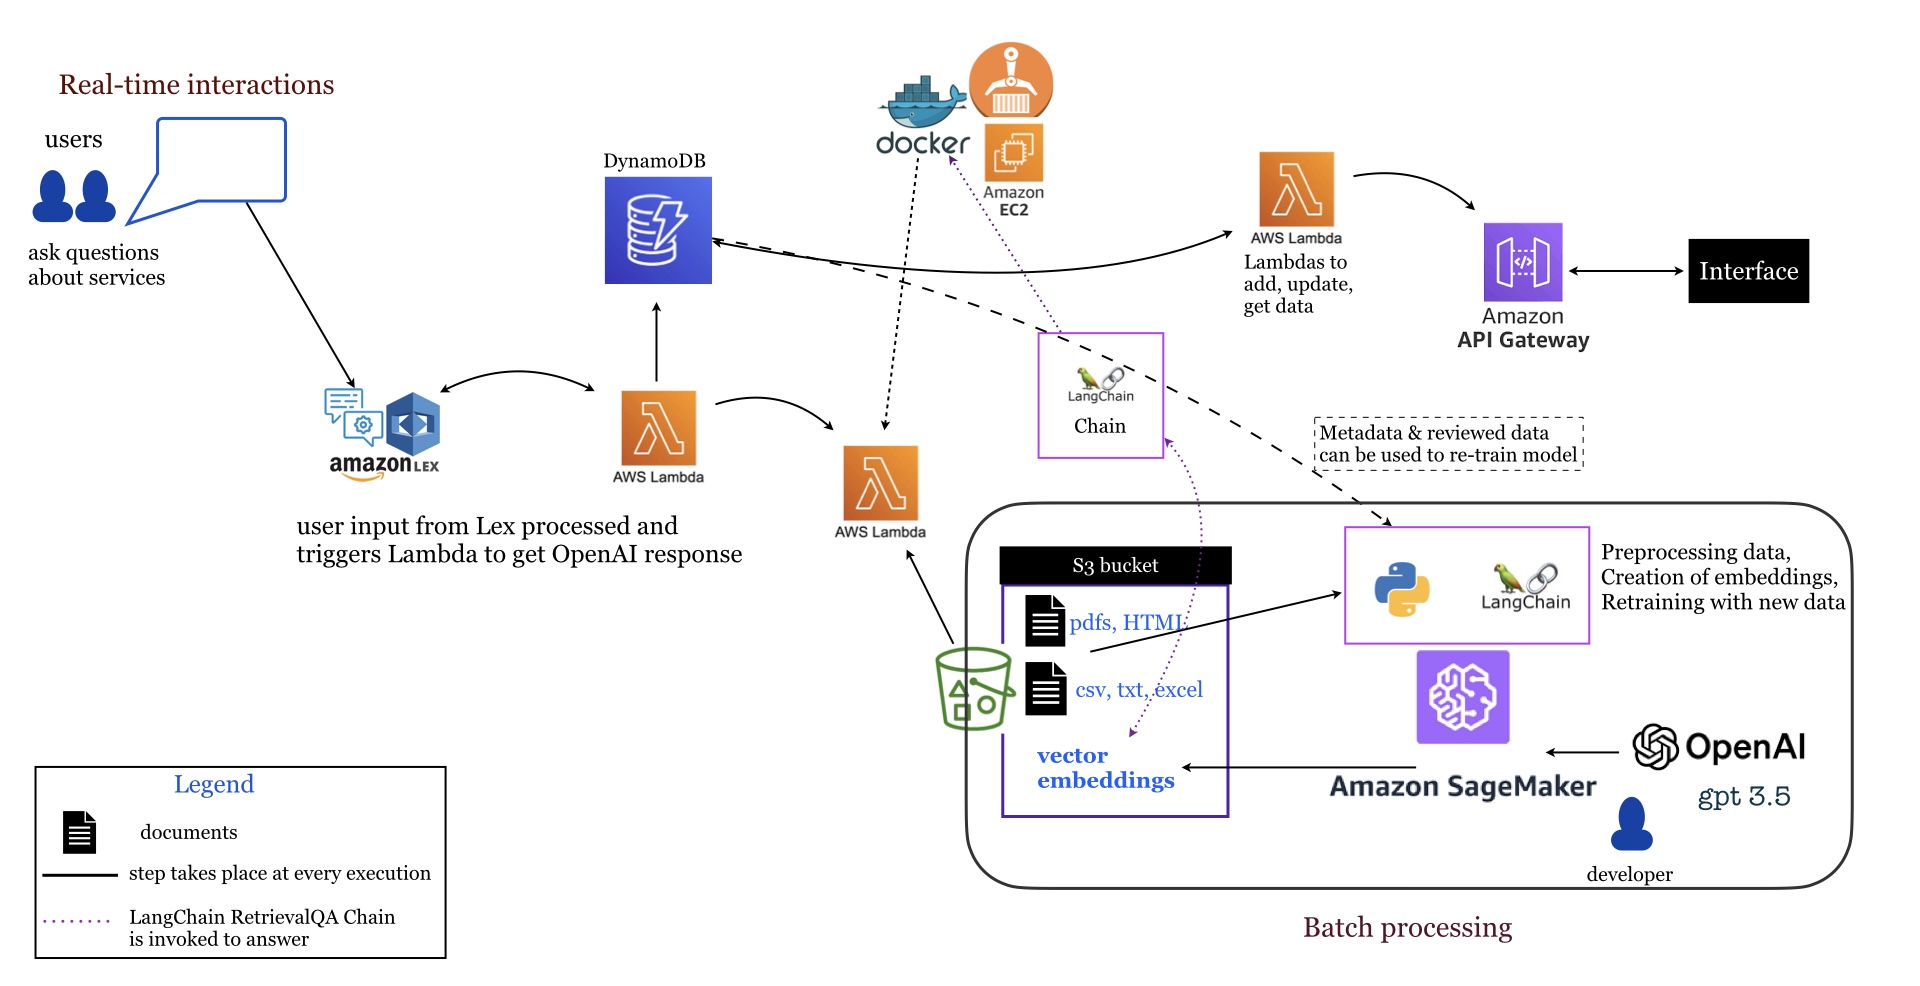 Real-time interactions
users
ask questions
about services
DynamoDB
docker
Amazon
EC2
AWS Lambda
Lambdas to
add, update,
get data
Amazon
API Gateway
Interface
amazon LEX
AWS Lambda
user input from Lex processed and
triggers Lambda to get OpenAI response
AWS Lambda
LangChain
Chain
Metadata & reviewed data
can be used to re-train model
S3 bucket
pdfs, HTML
csv, txt, excel
vector
embeddings
LangChain
Preprocessing data,
Creation of embeddings,
Retraining with new data
Amazon SageMaker
OpenAI
gpt 3.5
developer
Batch processing
Legend
documents
step takes place at every execution
LangChain RetrievalQA Chain
is invoked to answer